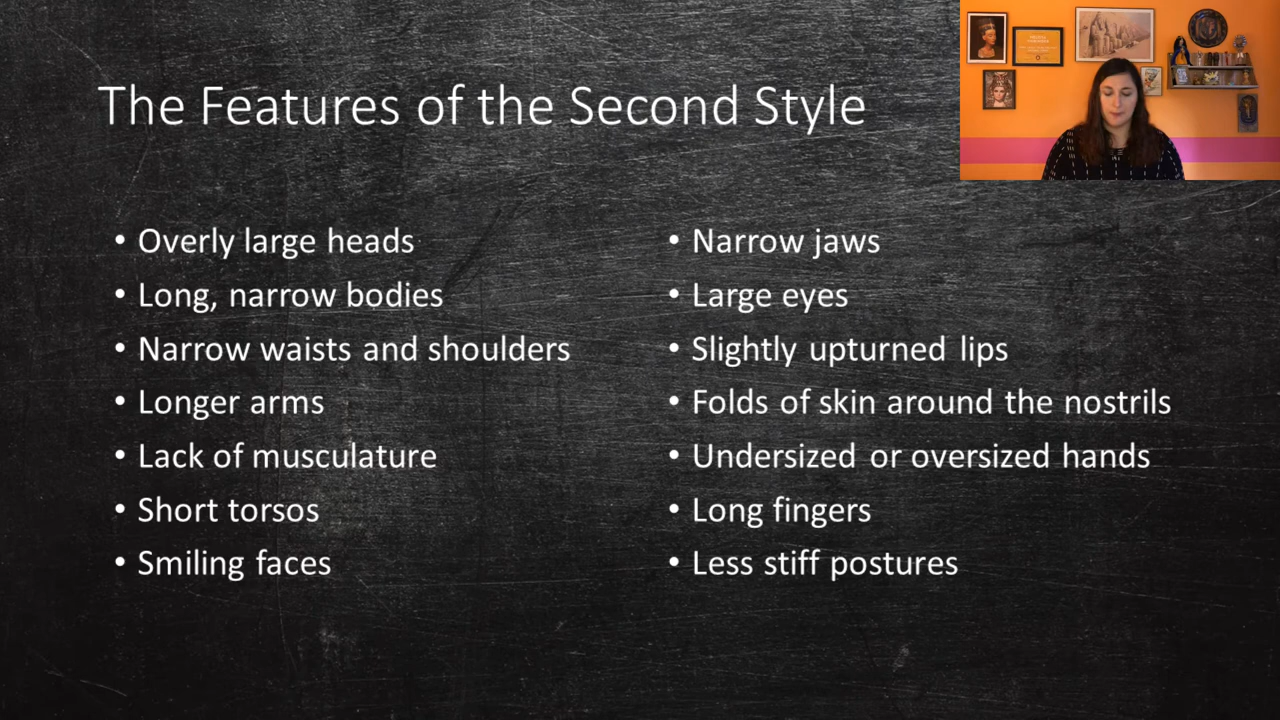 The Features of the Second Style
• Overly large heads
• Long, narrow bodies
• Narrow waists and shoulders
• Longer arms
• Lack of musculature
• Short torsos
• Smiling faces
• Narrow jaws
• Large eyes
• Slightly upturned lips
• Folds of skin around the nostrils
• Undersized or oversized hands
• Long fingers
• Less stiff postures